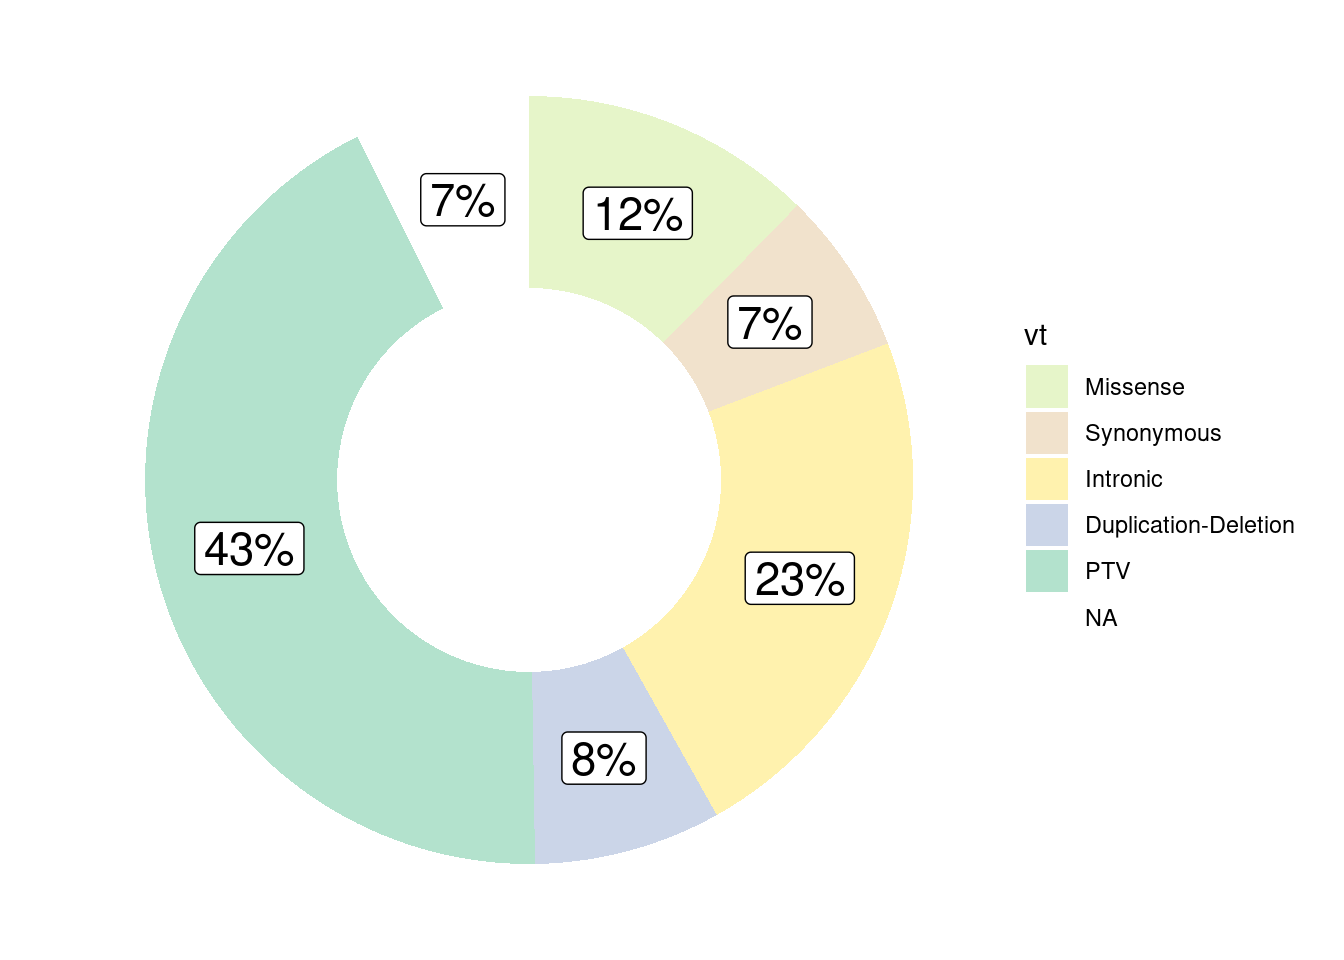 7%
12%
7%
43%
23%
8%
vt
Missense
Synonymous
Intronic
Duplication-Deletion
PTV
NA